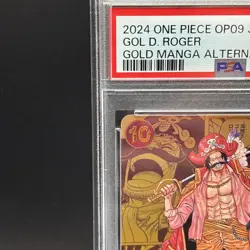 2024 ONE PIECE OP09 J
GOL D. ROGER
GOLD MANGA ALTERN
PSA
10